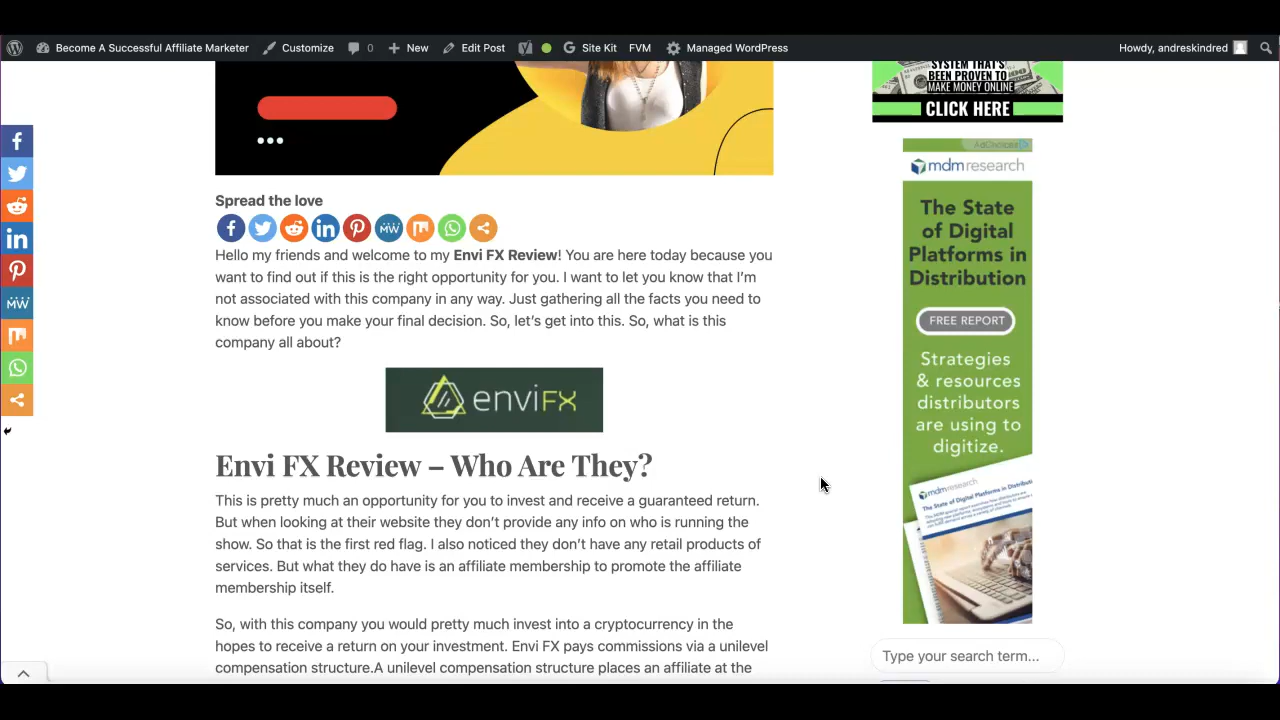 Become A Successful Affiliate Marketer
Customize
0
New
Edit Post
Site Kit
FVM
Managed WordPress
Howdy, andreskindred
SYSTEM THAT'S
BEEN PROVEN TO
MAKE MONEY ONLINE
CLICK HERE
Spread the love
Hello my friends and welcome to my Envi FX Review! You are here today because you
want to find out if this is the right opportunity for you. I want to let you know that I'm
not associated with this company in any way. Just gathering all the facts you need to
know before you make your final decision. So, let's get into this. So, what is this
company all about?
enviFX
Envi FX Review – Who Are They?
This is pretty much an opportunity for you to invest and receive a guaranteed return.
But when looking at their website they don't provide any info on who is running the
show. So that is the first red flag. I also noticed they don't have any retail products of
services. But what they do have is an affiliate membership to promote the affiliate
membership itself.
So, with this company you would pretty much invest into a cryptocurrency in the
hopes to receive a return on your investment. Envi FX pays commissions via a unilevel
compensation structure.A unilevel compensation structure places an affiliate at the
AdChoices
mdmresearch
The State
of Digital
Platforms in
Distribution
FREE REPORT
Strategies
& resources
distributors
are using to
digitize.
mdmresearch
The State of Digital Platforms in Distribution
Type your search term...